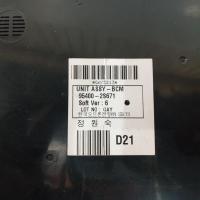 UNIT ASSY-BCM
95400-2S671
Soft Ver : 6
LOT NO : GAY
정 원 숙
D21